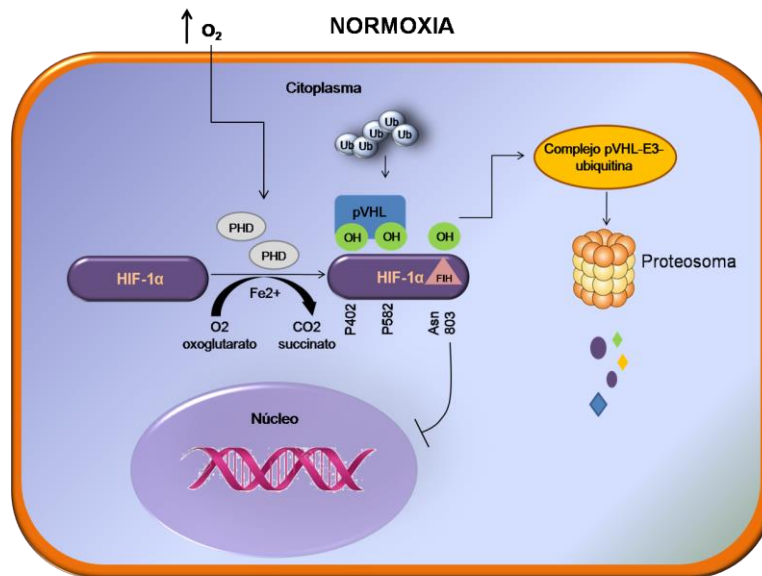 ↑ O₂
NORMOXIA
Citoplasma
Ub
Ub
Ub
Ub
Ub
Complejo pVHL-E3-
ubiquitina
pVHL
OH
OH
OH
PHD
PHD
HIF-1α
HIF-1α
FIH
Proteosoma
Fe2+
O2
oxoglutarato
CO2
succinato
P402
P582
Asn
803
Núcleo